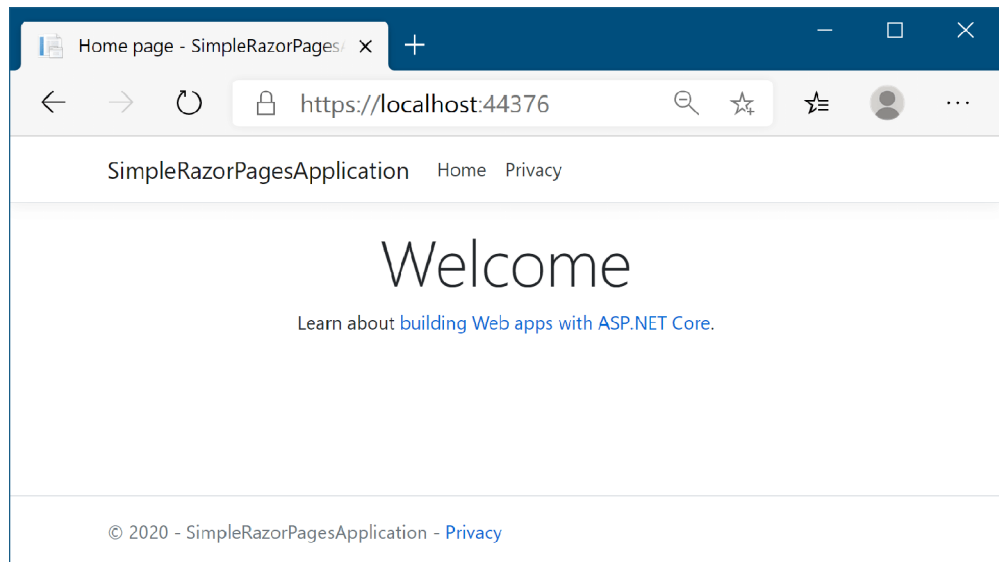 Home page - SimpleRazorPages
https://localhost:44376
SimpleRazorPagesApplication Home Privacy
Welcome
Learn about building Web apps with ASP.NET Core.
© 2020 - SimpleRazorPagesApplication - Privacy